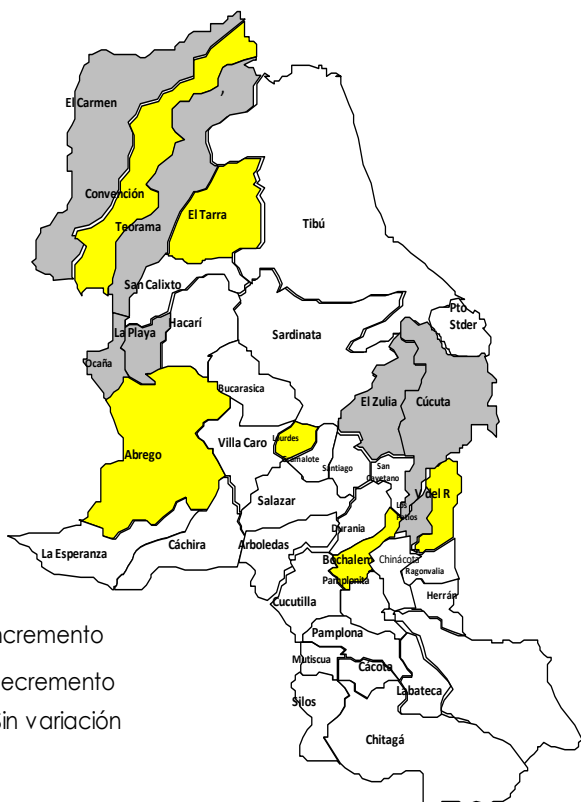 El Carmen
,
Convención
Teorama
El Tarra
Tibú
San Calixto
Pto
Stder
La Playa
Hacarí
Sardinata
Ocaña
Bucarasica
El Zulia
Cúcuta
Abrego
Villa Caro
Lourdes
Gramalote
Santiago
San
Cayetano
V del R
Salazar
Los
Patios
Durania
La Esperanza
Cáchira
Arboledas
Bochalem
Chinácota
Ragonvalia
Pamplonita
Cucutilla
Herrán
ncremento
Pamplona
Mutiscua
Cácota
ecremento
Labateca
Silos
Sin variación
Chitagá